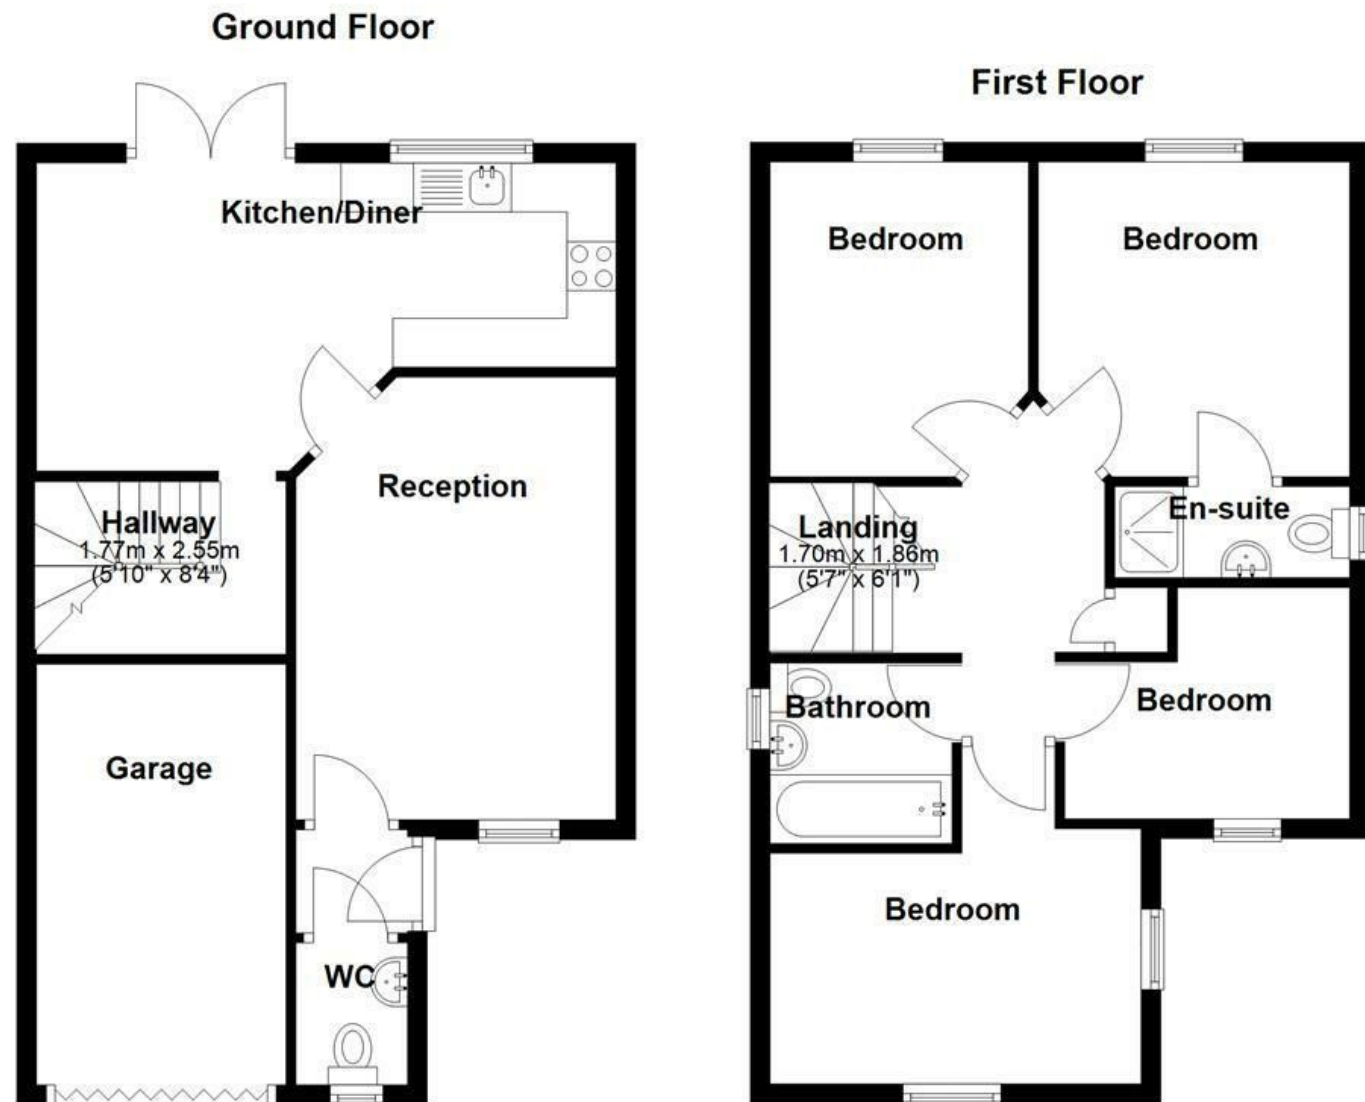 Ground Floor
Kitchen/Diner
Reception
Hallway
1.77m x 2.55m
(5'10" x 8'4")
Garage
WC
First Floor
Bedroom
Bedroom
Landing
1.70m x 1.86m
(5'7" x 6'1")
En-suite
Bathroom
Bedroom
Bedroom